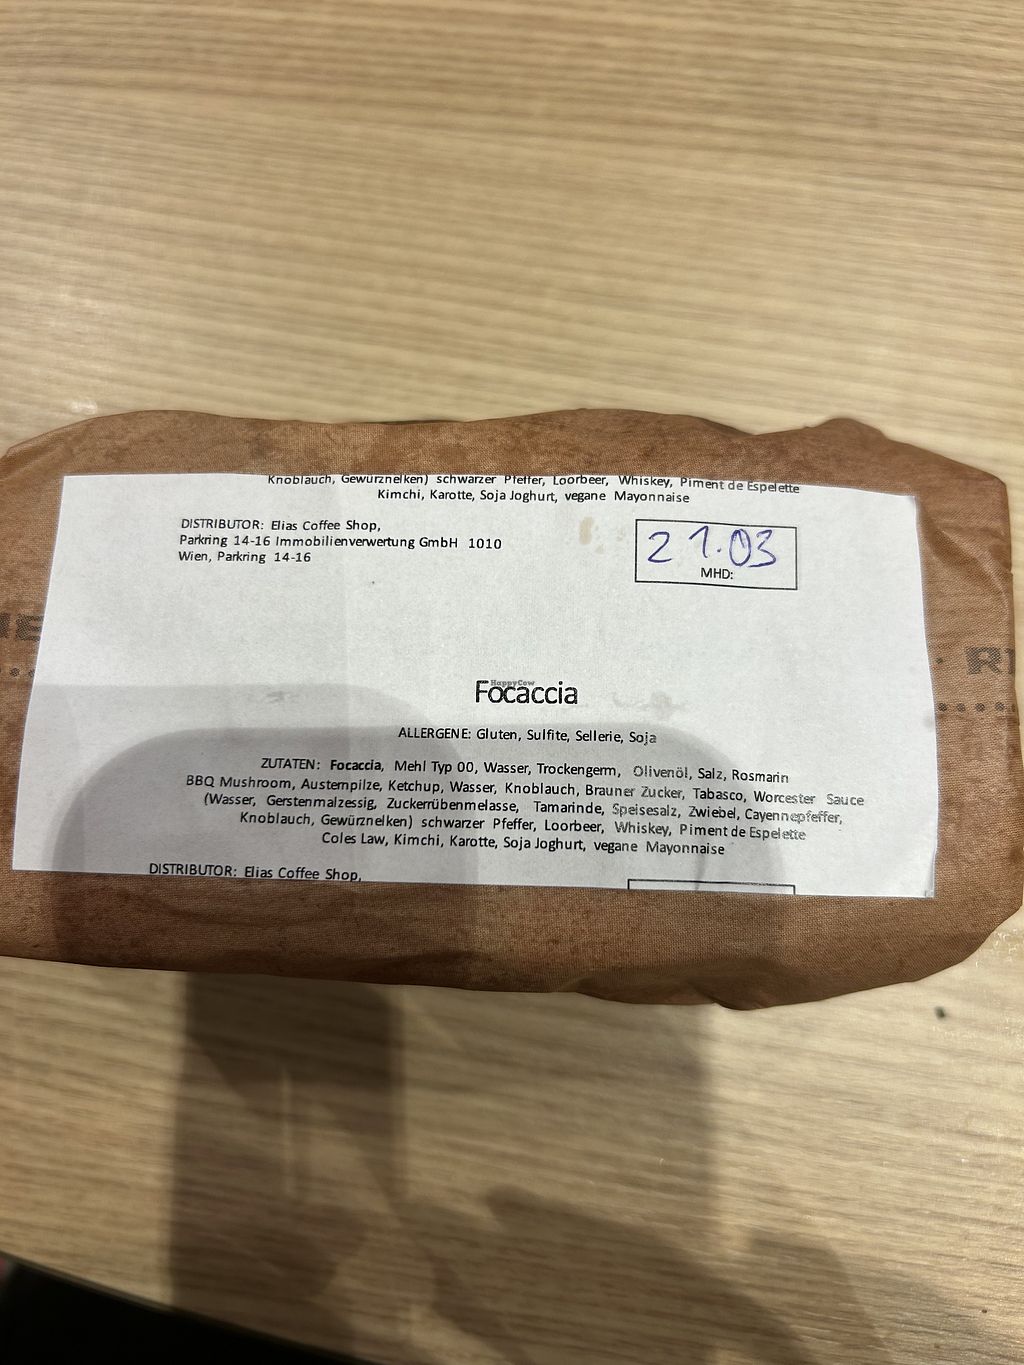 Knoblauch, Gewürznelken) schwarzer Pfeffer, Loorbeer, Whiskey, Piment de Espelette
Kimchi, Karotte, Soja Joghurt, vegane Mayonnaise
DISTRIBUTOR: Elias Coffee Shop,
Parkring 14-16 Immobilienverwertung GmbH 1010
Wien, Parkring 14-16
21.03
MHD:
HappyCow
Focaccia
ALLERGENE: Gluten, Sulfite, Sellerie, Soja
ZUTATEN: Focaccia, Mehl Typ 00, Wasser, Trockengerm, Olivenöl, Salz, Rosmarin
BBQ Mushroom, Austernpilze, Ketchup, Wasser, Knoblauch, Brauner Zucker, Tabasco, Worcester Sauce
(Wasser, Gerstenmalzessig, Zuckerrübenmelasse, Tamarinde, Speisesalz, Zwiebel, Cayennepfeffer,
Knoblauch, Gewürznelken) schwarzer Pfeffer, Loorbeer, Whiskey, Piment de Espelette
Coles Law, Kimchi, Karotte, Soja Joghurt, vegane Mayonnaise
DISTRIBUTOR: Elias Coffee Shop,